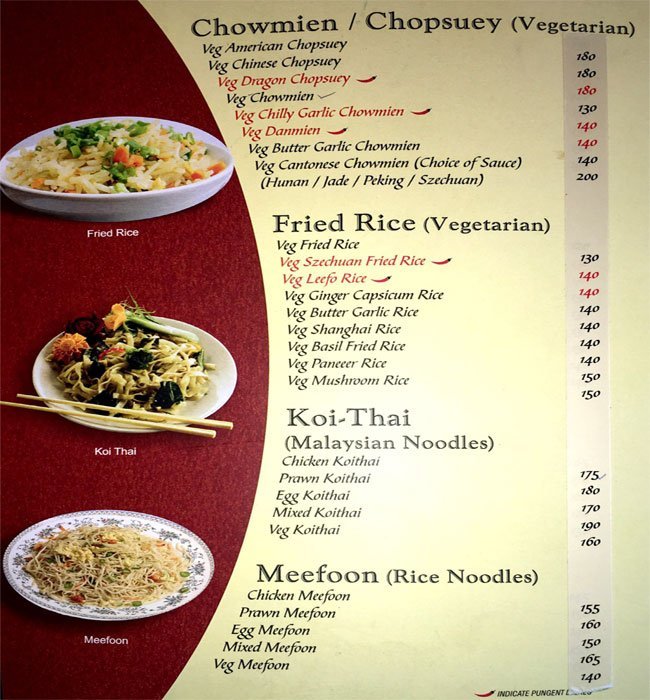 Chowmien / Chopsuey (Vegetarian)
Veg American Chopsuey 180
Veg Chinese Chopsuey 180
Veg Dragon Chopsuey 180
Veg Chowmien 130
Veg Chilly Garlic Chowmien 140
Veg Danmien 140
Veg Butter Garlic Chowmien 140
Veg Cantonese Chowmien (Choice of Sauce) 200
(Hunan / Jade / Peking / Szechuan)
Fried Rice (Vegetarian)
Veg Fried Rice 130
Veg Szechuan Fried Rice 140
Veg Leefo Rice 140
Veg Ginger Capsicum Rice 140
Veg Butter Garlic Rice 140
Veg Shanghai Rice 140
Veg Basil Fried Rice 140
Veg Paneeer Rice 150
Veg Mushroom Rice 150
Koi-Thai
(Malaysian Noodles)
Chicken Koithai 175
Prawn Koithai 180
Egg Koithai 170
Mixed Koithai 190
Veg Koithai 160
Meefoon (Rice Noodles)
Chicken Meefoon 155
Prawn Meefoon 160
Egg Meefoon 150
Mixed Meefoon 165
Veg Meefoon 140
INDICATE PUNGENT
Fried Rice
Koi Thai
Meefoon